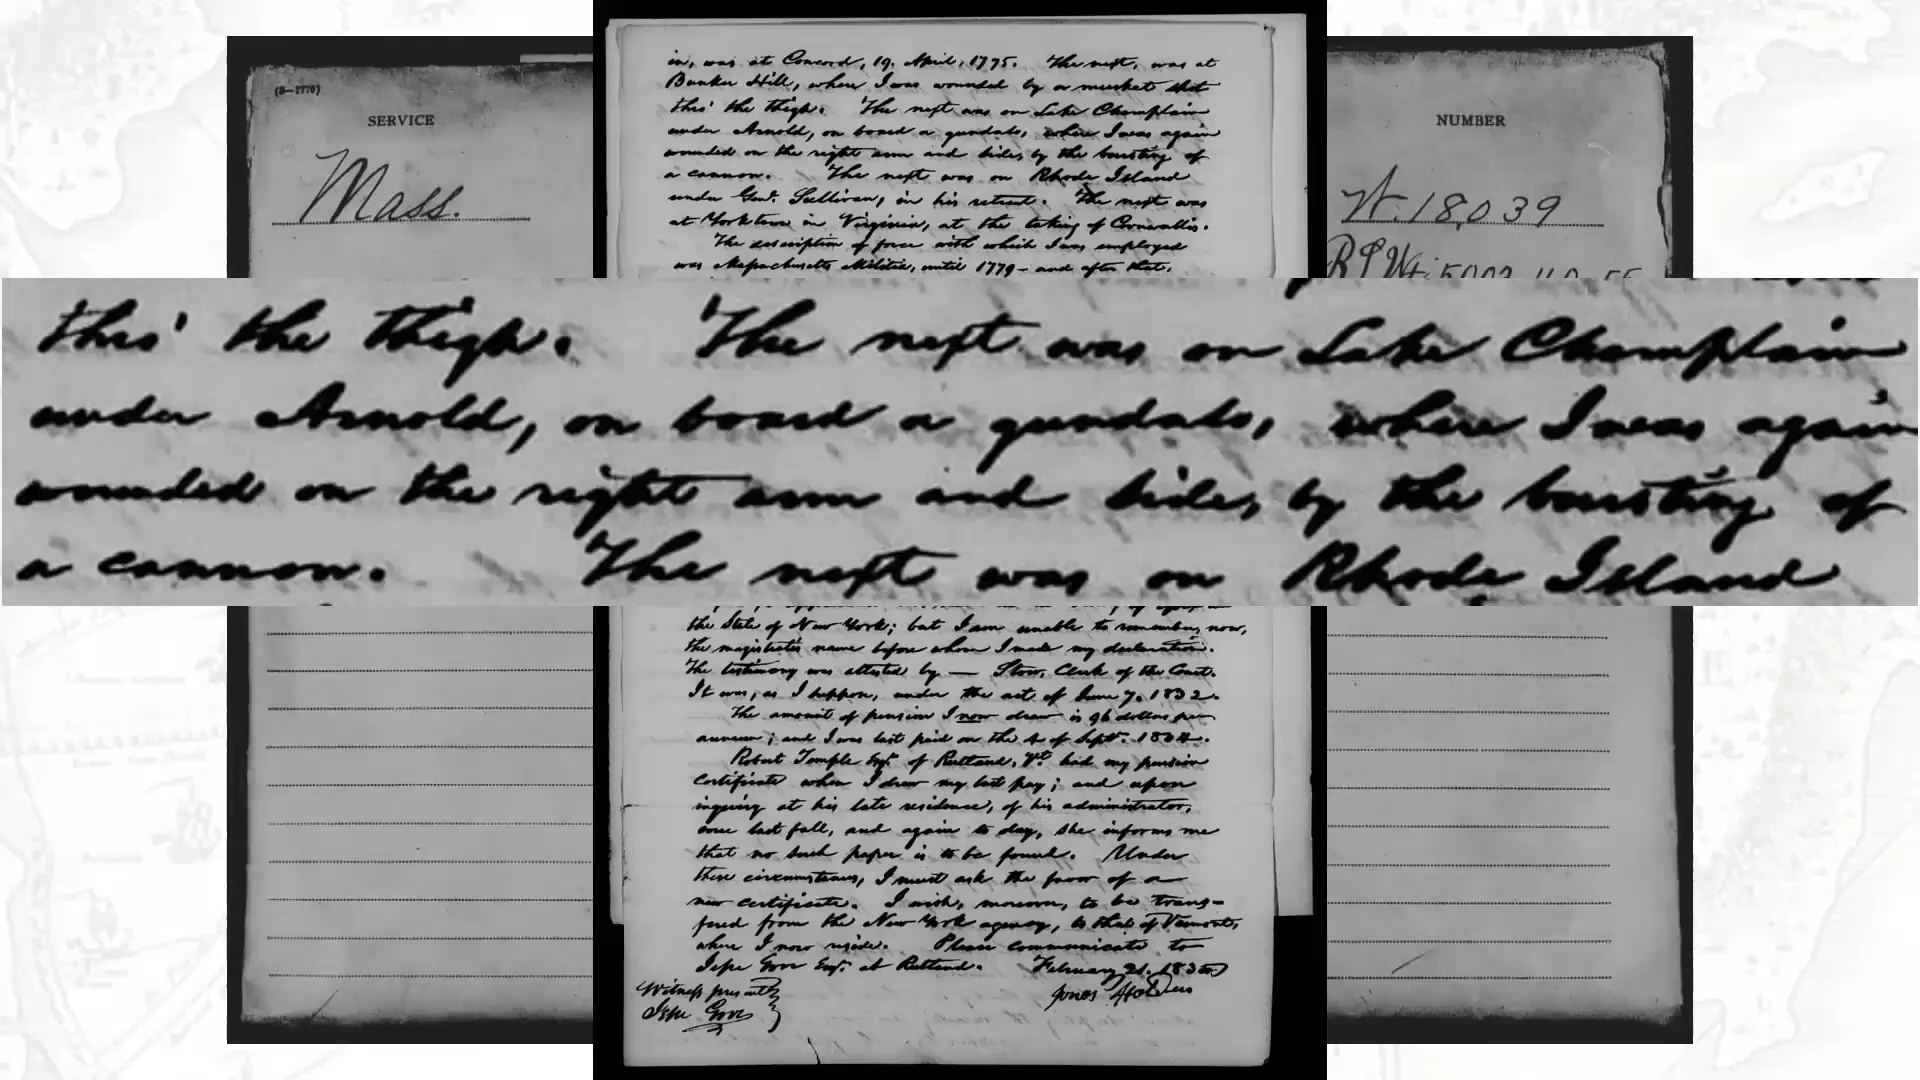 (3—1770)
SERVICE
Mass.
NUMBER
W. 18,039
in, was at Concord, 19. April, 1775. The next, was at
Bunker Hill, where I was wounded by a musket shot
thro' the thigh. The next was on Lake Champlain
under Arnold, on board a gundalo, where I was again
wounded on the right arm and side, by the bursting of
a cannon. The next was on Rhode Island
under Genl. Sullivan, in his retreat. The next was
at Yorktown in Virginia, at the taking of Cornwallis.
The description of force with which I was employed
was Massachusetts Militia, until 1779 – and after that,
thro' the thigh. The next was on Lake Champlain
under Arnold, on board a gundalo, where I was again
wounded on the right arm and side, by the bursting of
a cannon. The next was on Rhode Island
the State of New York; but I am unable to remember, now,
the magistrate's name before whom I made my declaration.
The testimony was attested by — Stow, Clerk of the Court.
It was, as I suppose, under the act of June 7. 1832.
The amount of pension I now draw is 96 dollars per
annum; and I was last paid on the 4 of Sept. 1834.
Robert Temple Esq. of Rutland, Vt. had my pension
certificate when I drew my last pay; and upon
inquiry at his late residence, of his administrator,
once last fall, and again to day, she informs me
that no such paper is to be found. Under
these circumstances, I must ask the favor of a
new certificate. I wish, moreover, to be trans-
fered from the New York agency, to that of Vermont,
where I now reside. Please communicate to
Jesse Gove Esq. at Rutland. February 21. 1835
Witness present
Jonas Holden
Jesse Gove